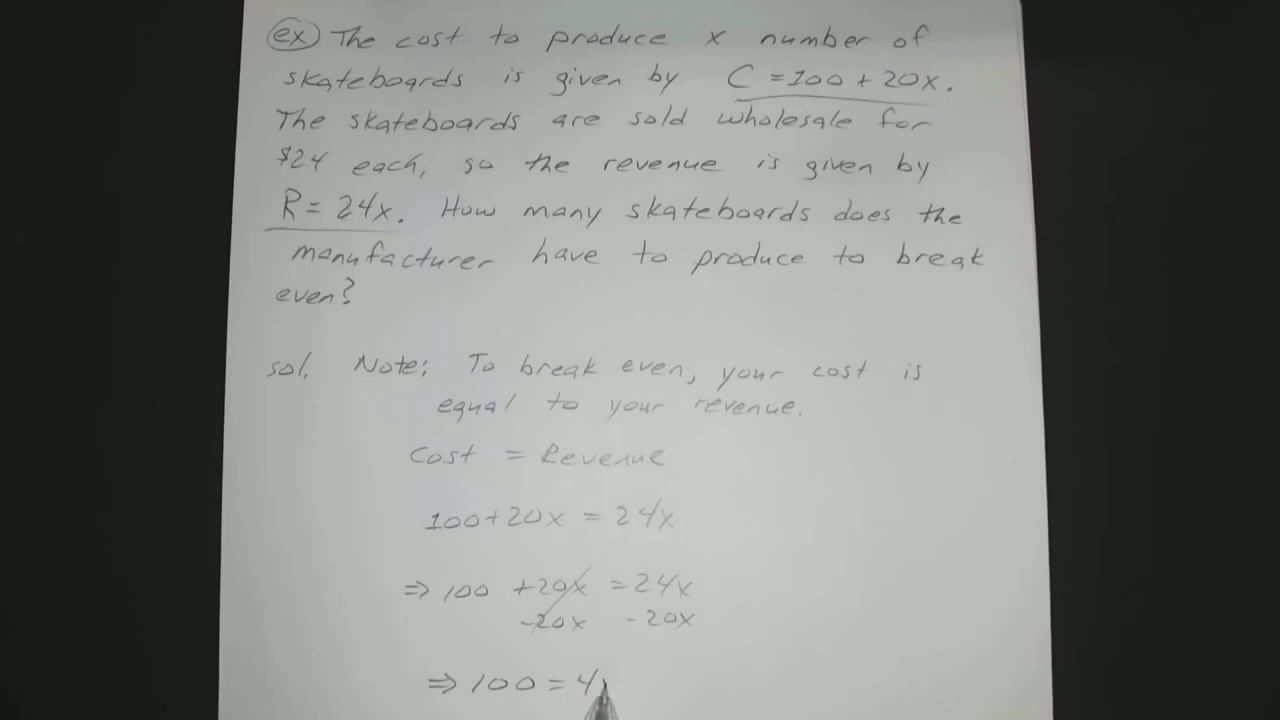 ex The cost to produce x number of
skateboards is given by C = 100 + 20x.
The skateboards are sold wholesale for
$24 each, so the revenue is given by
R = 24x. How many skateboards does the
manufacturer have to produce to break
even?
sol. Note: To break even, your cost is
equal to your revenue.
Cost = Revenue
100+20x = 24x
⇒ 100 +20x = 24x
-20x -20x
⇒ 100 = 4